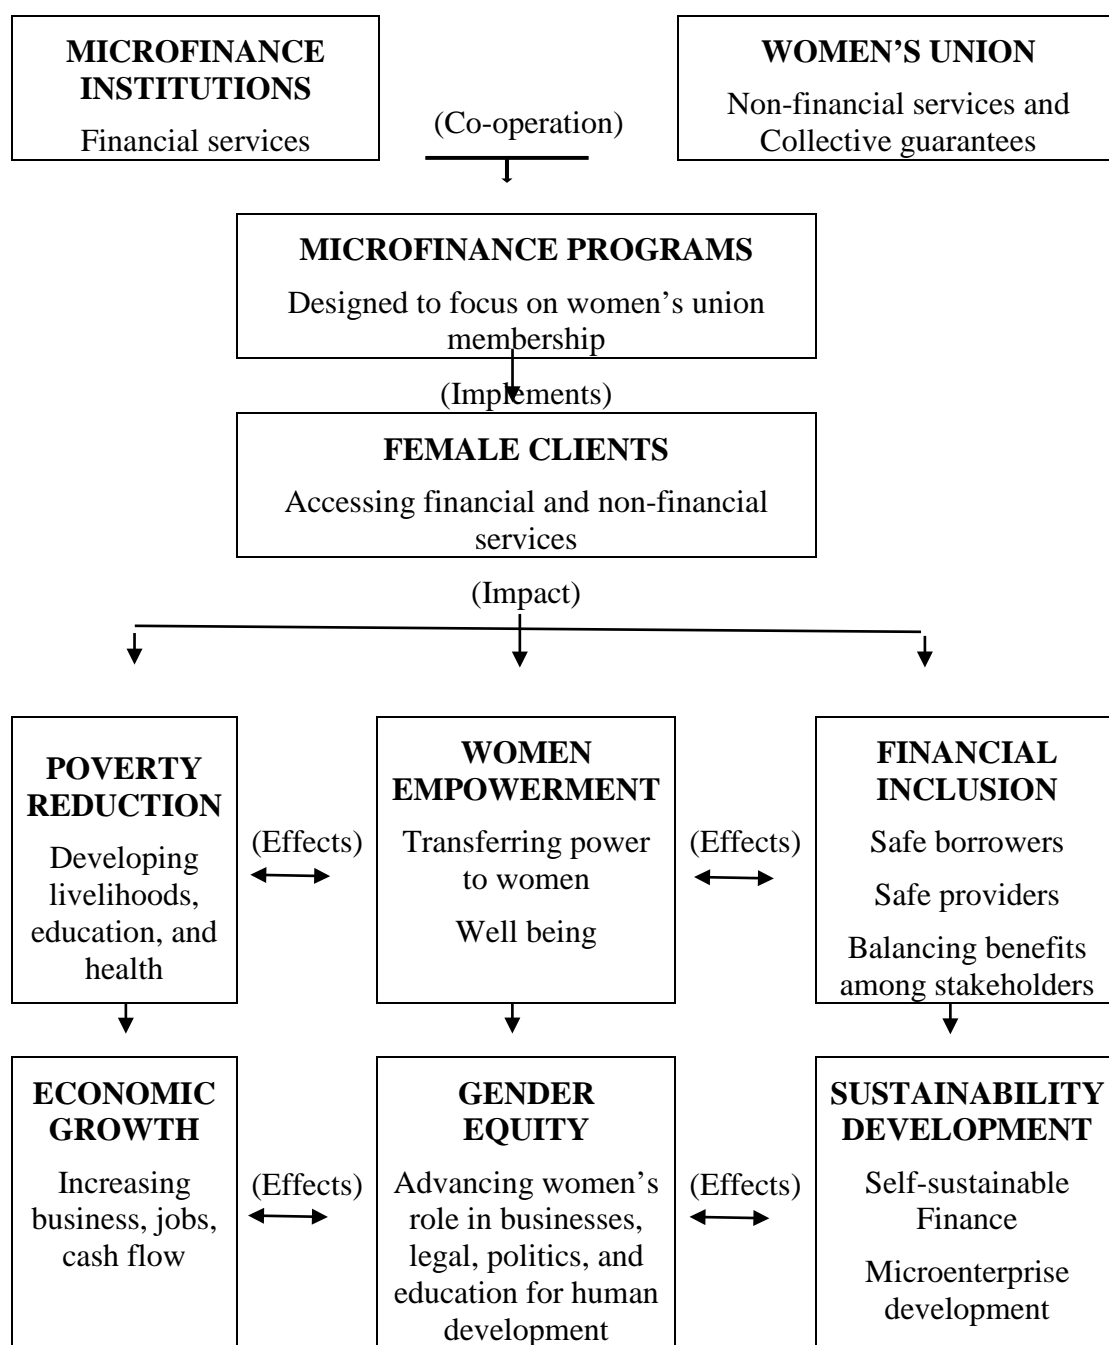 MICROFINANCE
INSTITUTIONS
Financial services
(Co-operation)
WOMEN’S UNION
Non-financial services and
Collective guarantees
MICROFINANCE PROGRAMS
Designed to focus on women’s union
membership
(Implements)
FEMALE CLIENTS
Accessing financial and non-financial
services
(Impact)
POVERTY
REDUCTION
Developing
livelihoods,
education, and
health
(Effects)
WOMEN
EMPOWERMENT
Transferring power
to women
Well being
(Effects)
FINANCIAL
INCLUSION
Safe borrowers
Safe providers
Balancing benefits
among stakeholders
ECONOMIC
GROWTH
Increasing
business, jobs,
cash flow
(Effects)
GENDER
EQUITY
Advancing women’s
role in businesses,
legal, politics, and
education for human
development
(Effects)
SUSTAINABILITY
DEVELOPMENT
Self-sustainable
Finance
Microenterprise
development